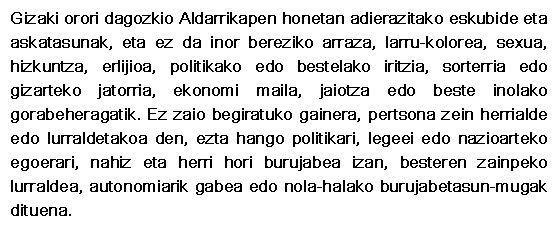 Gizaki orori dagozkio Aldarrikapen honetan adierazitako eskubide eta
askatasunak, eta ez da inor bereziko arraza, larru-kolorea, sexua,
hizkuntza, erlijioa, politikako edo bestelako iritzia, sorterria edo
gizarteko jatorria, ekonomi maila, jaiotza edo beste inolako
gorabeheragatik. Ez zaio begiratuko gainera, pertsona zein herrialde
edo lurraldetakoa den, ezta hango politikari, legeei edo nazioarteko
egoerari, nahiz eta herri hori burujabea izan, besteren zainpeko
lurraldea, autonomiarik gabea edo nola-halako burujabetasun-mugak
dituena.